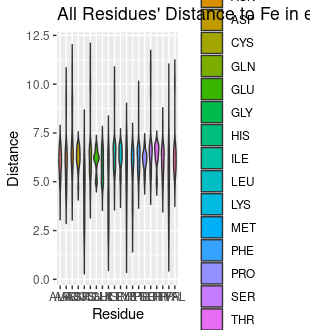 All Residues' Distance to Fe in
12.5
10.0
7.5
5.0
2.5
0.0
Distance
Residue
ASP
CYS
GLN
GLU
GLY
HIS
ILE
LEU
LYS
MET
PHE
PRO
SER
THR